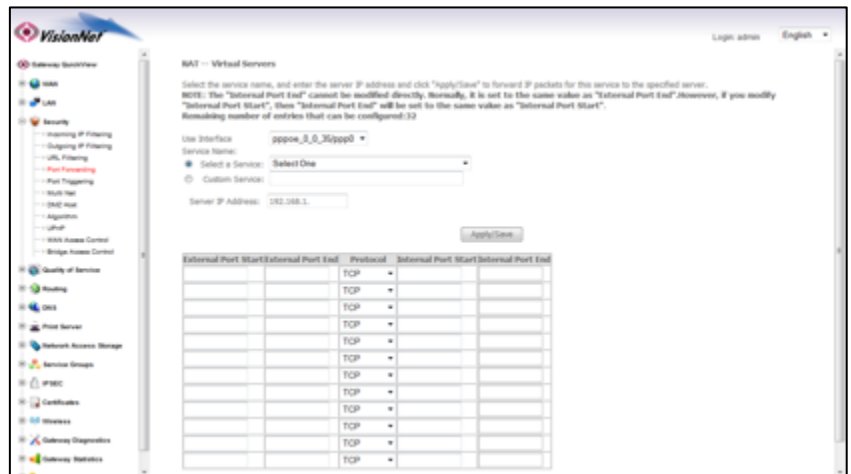 VisionNet
Login: admin
English
Gateway QuickView
WAN
LAN
Security
Incoming IP Filtering
Outgoing IP Filtering
URL Filtering
Port Forwarding
Port Triggering
Multi Nat
DMZ Host
Algorithm
UPnP
WAN Access Control
Bridge Access Control
Quality of Service
Routing
DNS
Print Server
Network Access Storage
Service Groups
IPSEC
Certificates
Wireless
Gateway Diagnostics
Gateway Statistics
NAT -- Virtual Servers
Select the service name, and enter the server IP address and click "Apply/Save" to forward IP packets for this service to the specified server.
NOTE: The "Internal Port End" cannot be modified directly. Normally, it is set to the same value as "External Port End".However, if you modify
"Internal Port Start", then "Internal Port End" will be set to the same value as "Internal Port Start".
Remaining number of entries that can be configured:32
Use Interface pppoe_0_0_35/ppp0
Service Name:
Select a Service: Select One
Custom Service:
Server IP Address: 192.168.1.
Apply/Save
External Port Start External Port End Protocol Internal Port Start Internal Port End
TCP
TCP
TCP
TCP
TCP
TCP
TCP
TCP
TCP
TCP
TCP
TCP